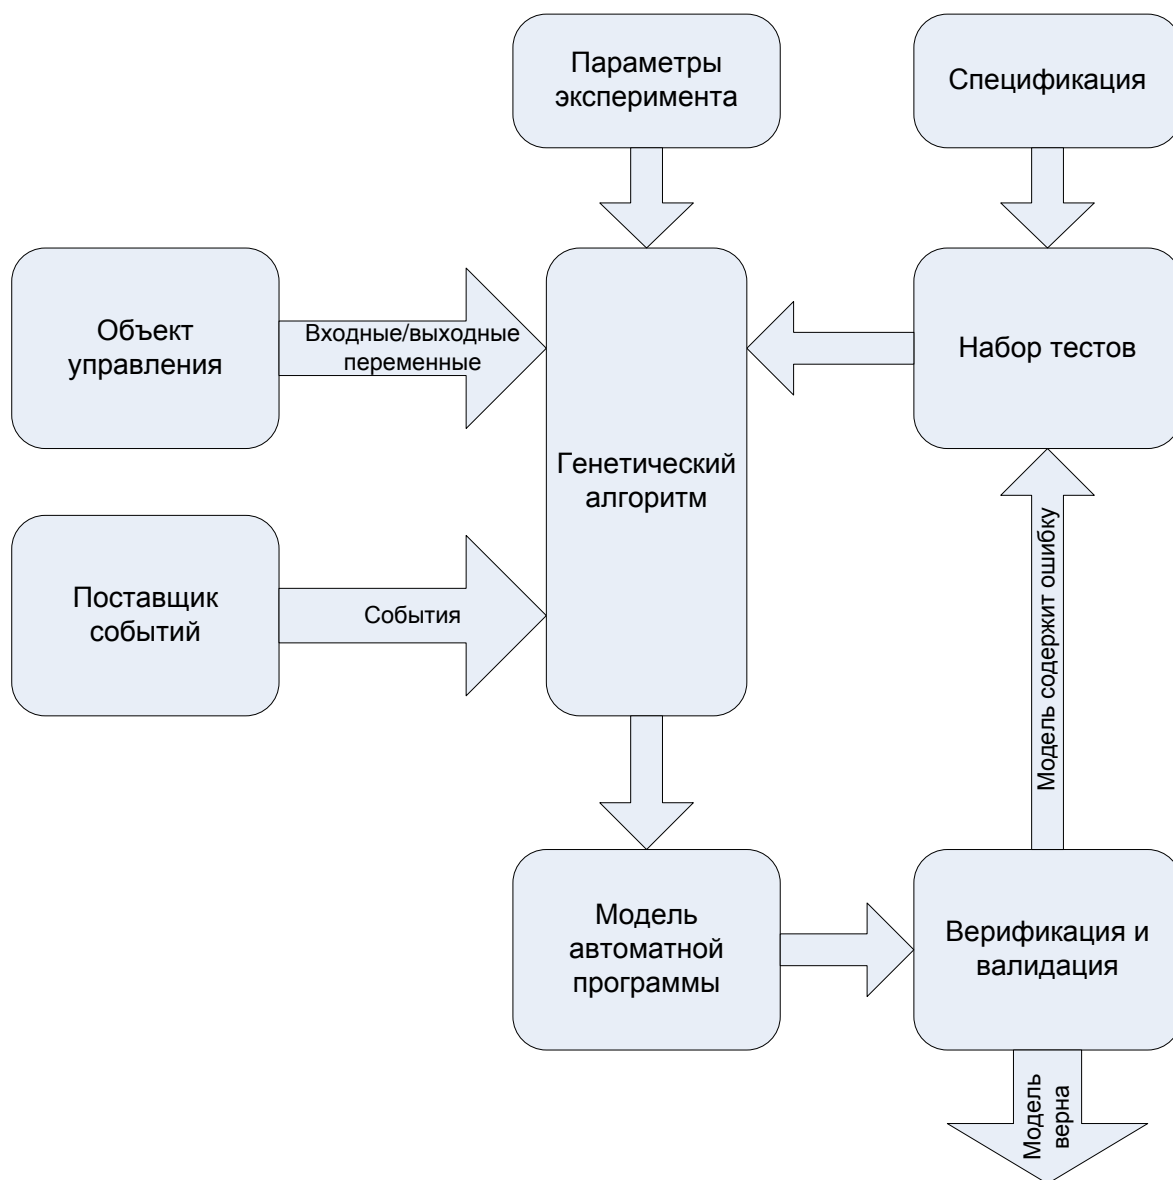 Параметры
эксперимента
Спецификация
Объект
управления
Входные/выходные
переменные
Набор тестов
Генетический
алгоритм
Поставщик
событий
События
Модель содержит ошибку
Модель
автоматной
программы
Верификация и
валидация
Модель
верна